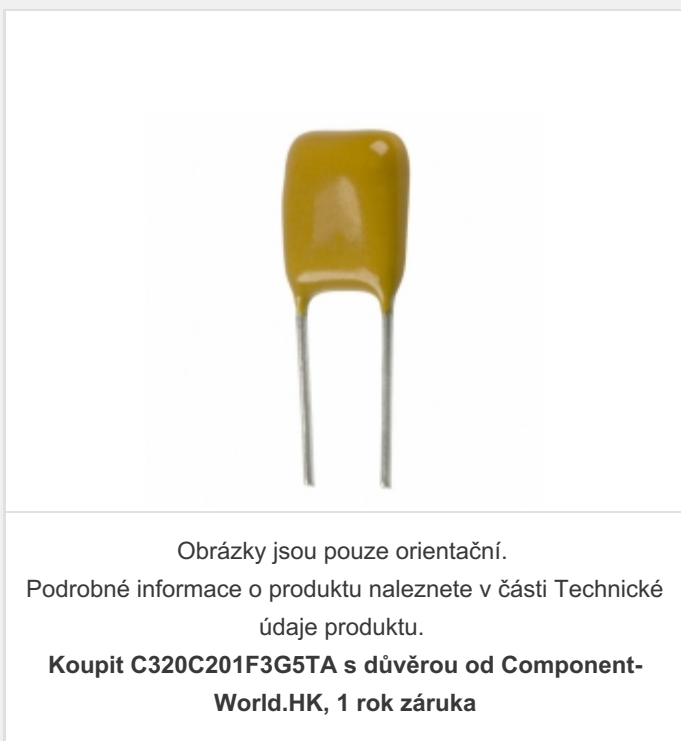 Obrázky jsou pouze orientační.
Podrobné informace o produktu naleznete v části Technické
údaje produktu.
Koupit C320C201F3G5TA s důvěrou od Component-
World.HK, 1 rok záruka